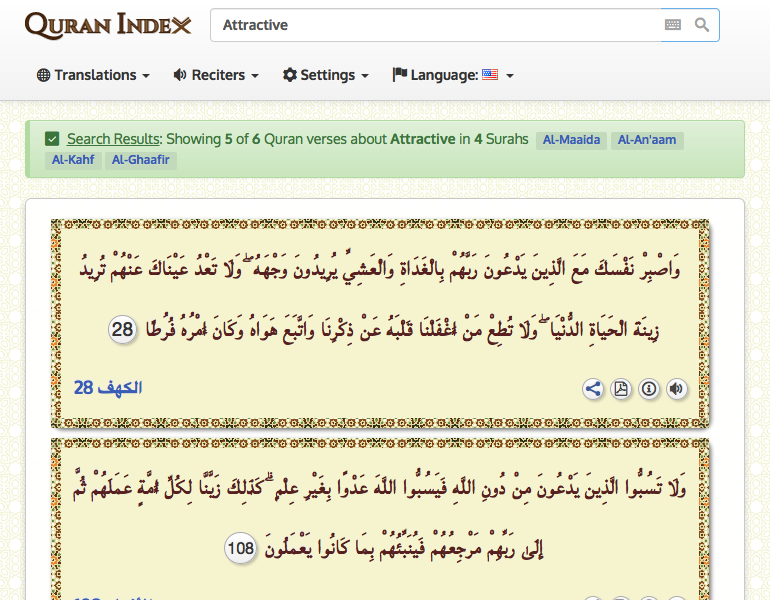 QURAN INDEX
Attractive
Translations
Reciters
Settings
Language:
Search Results: Showing 5 of 6 Quran verses about Attractive in 4 Surahs Al-Maaida Al-An'aam
Al-Kahf Al-Ghaafir
وَاصْبِرْ نَفْسَكَ مَعَ الَّذِينَ يَدْعُونَ رَبَّهُمْ بِالْغَدَاةِ وَالْعَشِيِّ يُرِيدُونَ وَجْهَهُ ۖ وَلَا تَعْدُ عَيْنَاكَ عَنْهُمْ تُرِيدُ
زِينَةَ الْحَيَاةِ الدُّنْيَا ۖ وَلَا تُطِعْ مَنْ أَغْفَلْنَا قَلْبَهُ عَنْ ذِكْرِنَا وَاتَّبَعَ هَوَاهُ وَكَانَ أَمْرُهُ فُرُطًا 28
الكهف 28
وَلَا تَسُبُّوا الَّذِينَ يَدْعُونَ مِنْ دُونِ اللَّهِ فَيَسُبُّوا اللَّهَ عَدْوًا بِغَيْرِ عِلْمٍ ۗ كَذَٰلِكَ زَيَّنَّا لِكُلِّ أُمَّةٍ عَمَلَهُمْ ثُمَّ
إِلَىٰ رَبِّهِمْ مَرْجِعُهُمْ فَيُنَبِّئُهُمْ بِمَا كَانُوا يَعْمَلُونَ 108